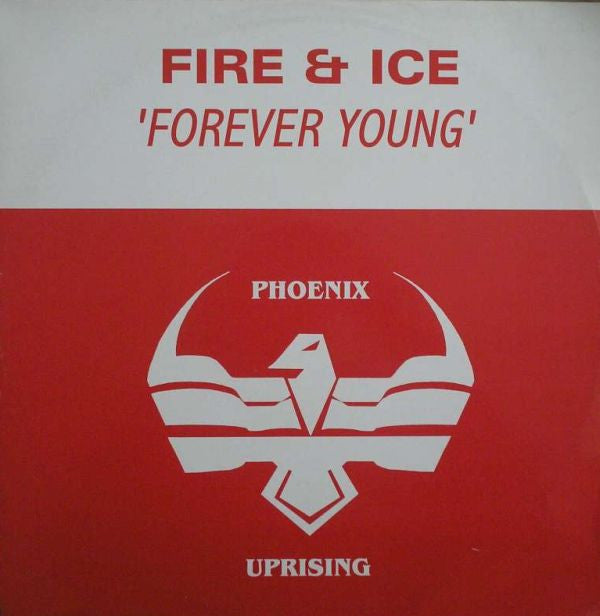 FIRE & ICE
'FOREVER YOUNG'
PHOENIX
UPRISING